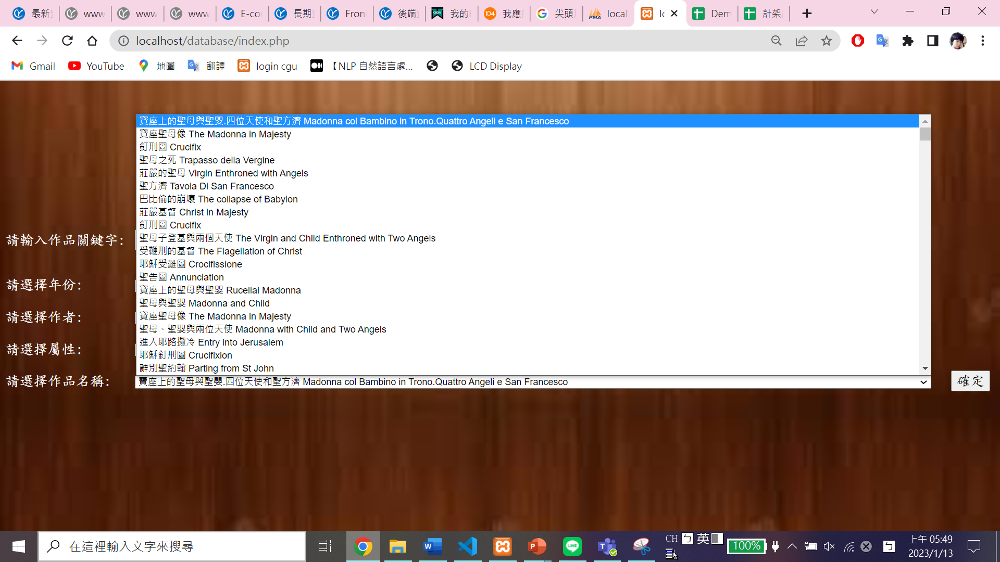 最新
www
www
www
E-co
長期
Fron
後端
我的
我應
尖頭
local
lo
Dem
計架
localhost/database/index.php
Gmail
YouTube
地圖
翻譯
login cgu
【NLP 自然語言處...
LCD Display
寶座上的聖母與聖嬰.四位天使和聖方濟 Madonna col Bambino in Trono.Quattro Angeli e San Francesco
寶座聖母像 The Madonna in Majesty
釘刑圖 Crucifix
聖母之死 Trapasso della Vergine
莊嚴的聖母 Virgin Enthroned with Angels
聖方濟 Tavola Di San Francesco
巴比倫的崩壞 The collapse of Babylon
莊嚴基督 Christ in Majesty
釘刑圖 Crucifix
聖母子登基與兩個天使 The Virgin and Child Enthroned with Two Angels
受鞭刑的基督 The Flagellation of Christ
耶穌受難圖 Crocifissione
聖告圖 Annunciation
寶座上的聖母與聖嬰 Rucellai Madonna
聖母與聖嬰 Madonna and Child
寶座聖母像 The Madonna in Majesty
聖母、聖嬰與兩位天使 Madonna with Child and Two Angels
進入耶路撒冷 Entry into Jerusalem
耶穌釘刑圖 Crucifixion
辭別聖約翰 Parting from St John
請輸入作品關鍵字:
請選擇年份:
請選擇作者:
請選擇屬性:
請選擇作品名稱:
寶座上的聖母與聖嬰.四位天使和聖方濟 Madonna col Bambino in Trono.Quattro Angeli e San Francesco
確定
在這裡輸入文字來搜尋
CH ㄅ 英
100%
ㄅ
上午 05:49
2023/1/13